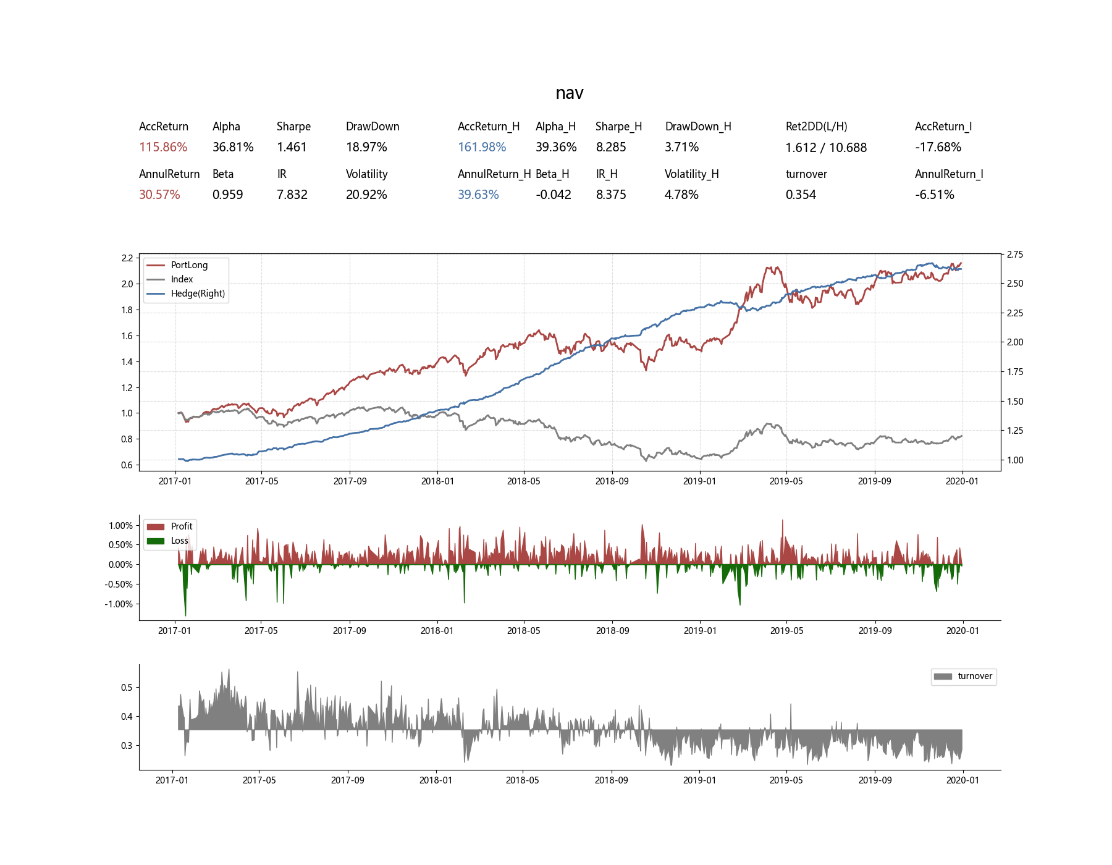 nav
AccReturn Alpha Sharpe DrawDown AccReturn_H Alpha_H Sharpe_H DrawDown_H Ret2DD(L/H) AccReturn_I
115.86% 36.81% 1.461 18.97% 161.98% 39.36% 8.285 3.71% 1.612 / 10.688 -17.68%
AnnulReturn Beta IR Volatility AnnulReturn_H Beta_H IR_H Volatility_H turnover AnnulReturn_I
30.57% 0.959 7.832 20.92% 39.63% -0.042 8.375 4.78% 0.354 -6.51%
PortLong
Index
Hedge(Right)
2.2
2.0
1.8
1.6
1.4
1.2
1.0
0.8
0.6
2.75
2.50
2.25
2.00
1.75
1.50
1.25
1.00
2017-01 2017-05 2017-09 2018-01 2018-05 2018-09 2019-01 2019-05 2019-09 2020-01
Profit
Loss
1.00%
0.50%
0.00%
-0.50%
-1.00%
2017-01 2017-05 2017-09 2018-01 2018-05 2018-09 2019-01 2019-05 2019-09 2020-01
turnover
0.5
0.4
0.3
2017-01 2017-05 2017-09 2018-01 2018-05 2018-09 2019-01 2019-05 2019-09 2020-01